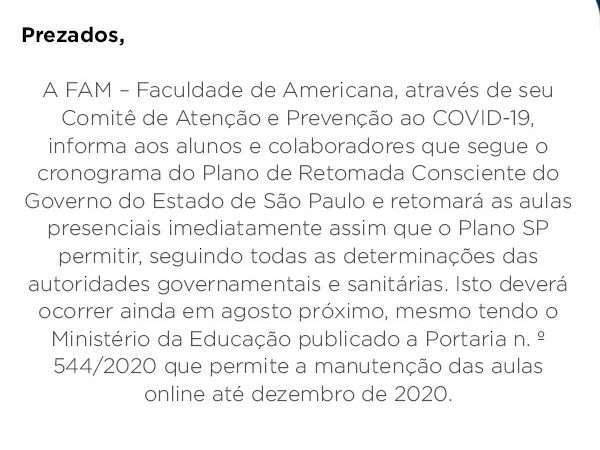 Prezados,
A FAM – Faculdade de Americana, através de seu
Comitê de Atenção e Prevenção ao COVID-19,
informa aos alunos e colaboradores que segue o
cronograma do Plano de Retomada Consciente do
Governo do Estado de São Paulo e retomará as aulas
presenciais imediatamente assim que o Plano SP
permitir, seguindo todas as determinações das
autoridades governamentais e sanitárias. Isto deverá
ocorrer ainda em agosto próximo, mesmo tendo o
Ministério da Educação publicado a Portaria n. º
544/2020 que permite a manutenção das aulas
online até dezembro de 2020.